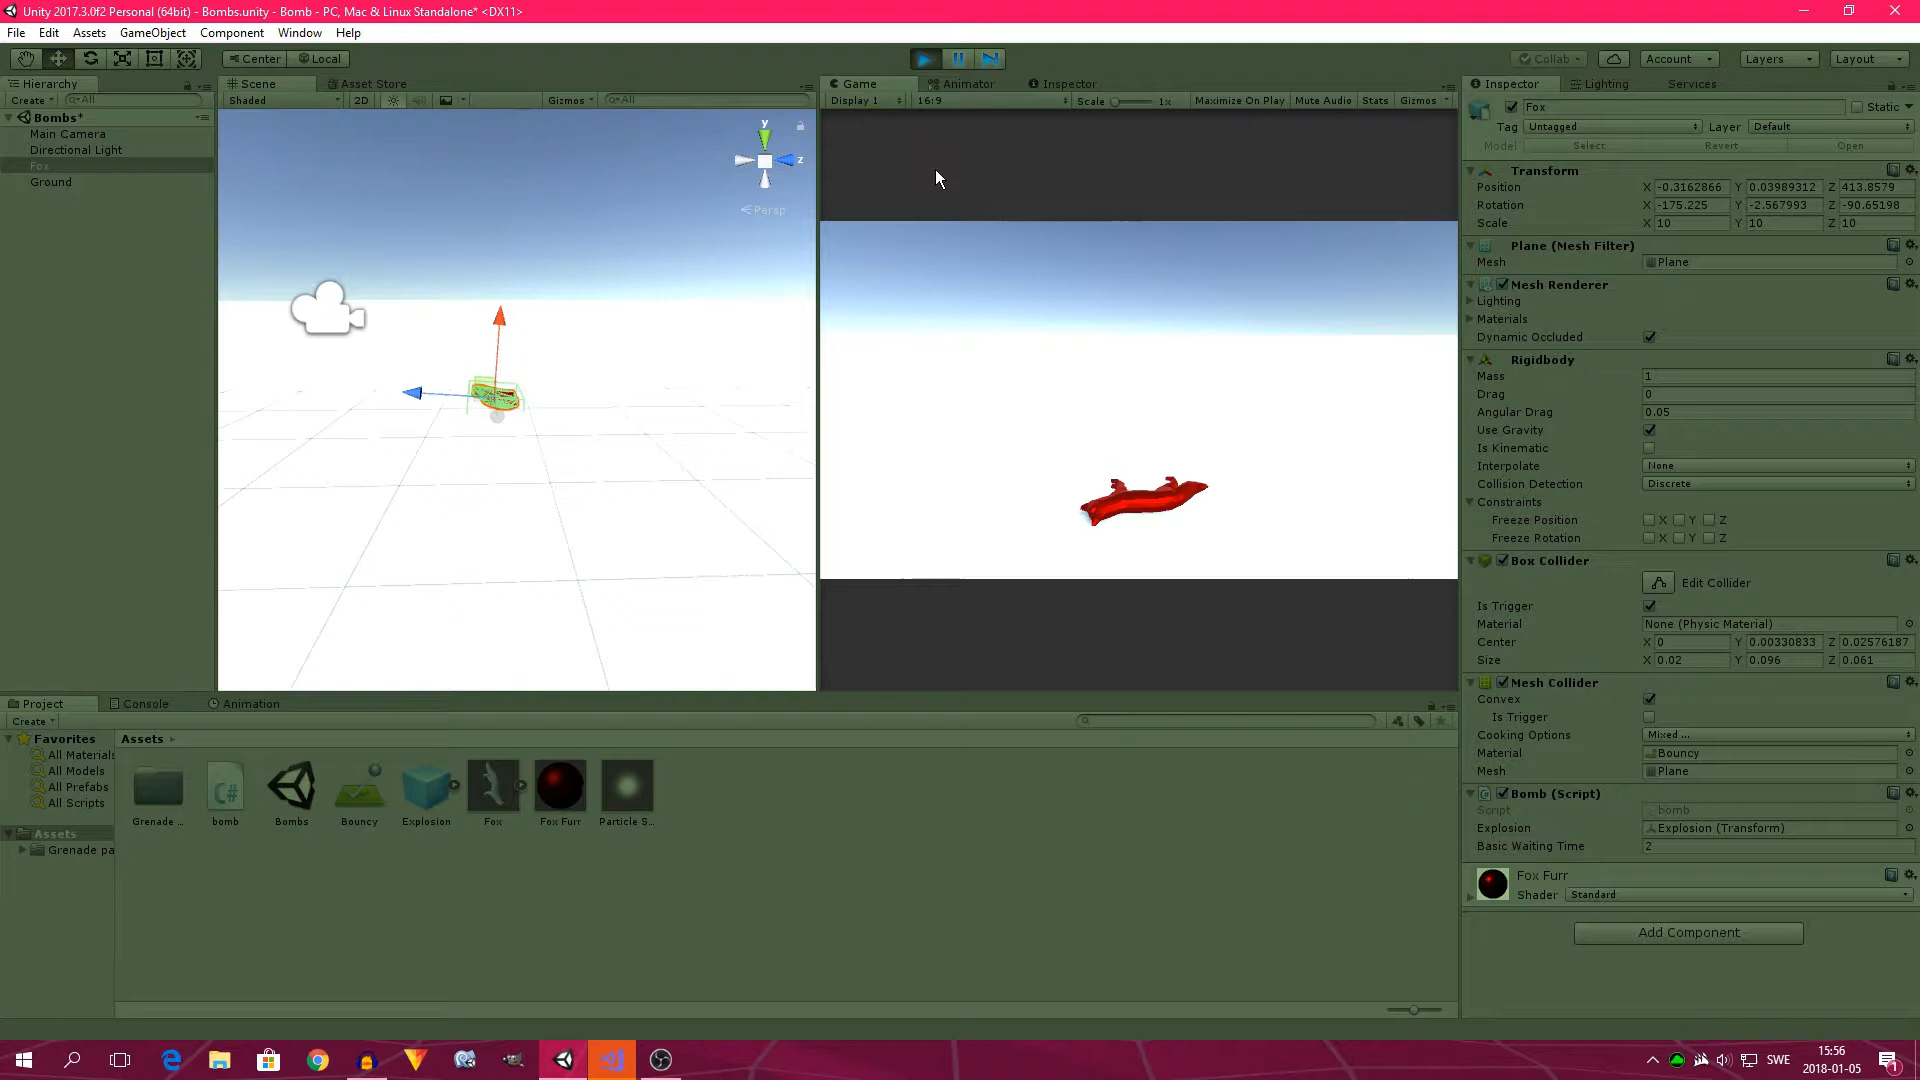 Unity 2017.3.0f2 Personal (64bit) - Bombs.unity - Bomb - PC, Mac & Linux Standalone* <DX11>
File Edit Assets GameObject Component Window Help
Center Local
Collab Account Layers Layout
Hierarchy
Create All
Bombs*
Main Camera
Directional Light
Fox
Ground
Scene Asset Store
Shaded 2D Gizmos All
y
z
Persp
Game Animator Inspector
Display 1 16:9 Scale 1x Maximize On Play Mute Audio Stats Gizmos
Inspector Lighting Services
Fox Static
Tag Untagged Layer Default
Model Select Revert Open
Transform
Position X -0.3162866 Y 0.03989312 Z 413.8579
Rotation X -175.225 Y -2.567993 Z -90.65198
Scale X 10 Y 10 Z 10
Plane (Mesh Filter)
Mesh Plane
Mesh Renderer
Lighting
Materials
Dynamic Occluded
Rigidbody
Mass 1
Drag 0
Angular Drag 0.05
Use Gravity
Is Kinematic
Interpolate None
Collision Detection Discrete
Constraints
Freeze Position X Y Z
Freeze Rotation X Y Z
Box Collider
Edit Collider
Is Trigger
Material None (Physic Material)
Center X 0 Y 0.00330833 Z 0.02576187
Size X 0.02 Y 0.096 Z 0.061
Mesh Collider
Convex
Is Trigger
Cooking Options Mixed ...
Material Bouncy
Mesh Plane
Bomb (Script)
Script bomb
Explosion Explosion (Transform)
Basic Waiting Time 2
Fox Furr
Shader Standard
Add Component
Project Console Animation
Create
Favorites
All Materials
All Models
All Prefabs
All Scripts
Assets
Grenade pa
Assets
C#
Grenade ... bomb Bombs Bouncy Explosion Fox Fox Furr Particle S...
SWE
15:56
2018-01-05
1